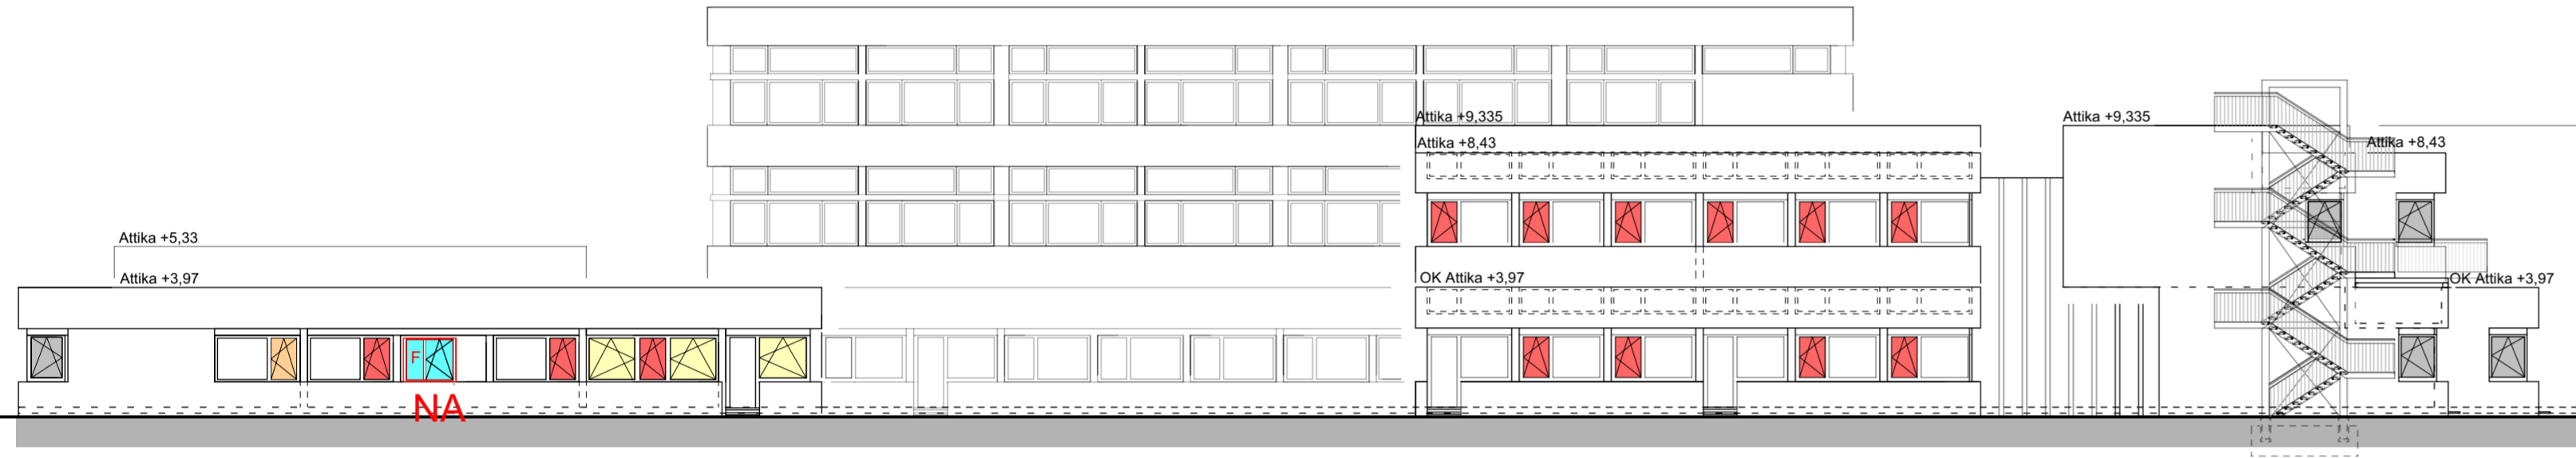 Attika +9,335
Attika +9,335
Attika +8,43
Attika +8,43
Attika +5,33
Attika +3,97
OK Attika +3,97
OK Attika +3,97
F
NA